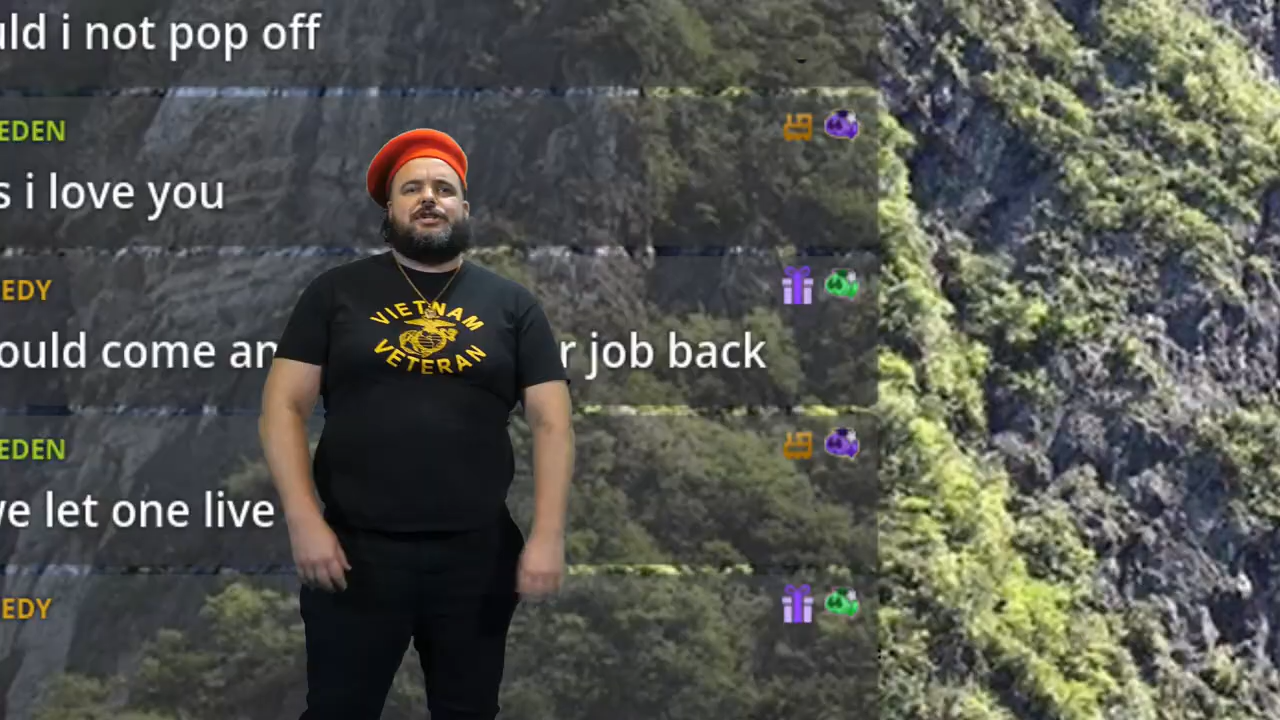 uld i not pop off
EDEN
s i love you
EDY
ould come an r job back
EDEN
ve let one live
EDY
VIETNAM
VETERAN